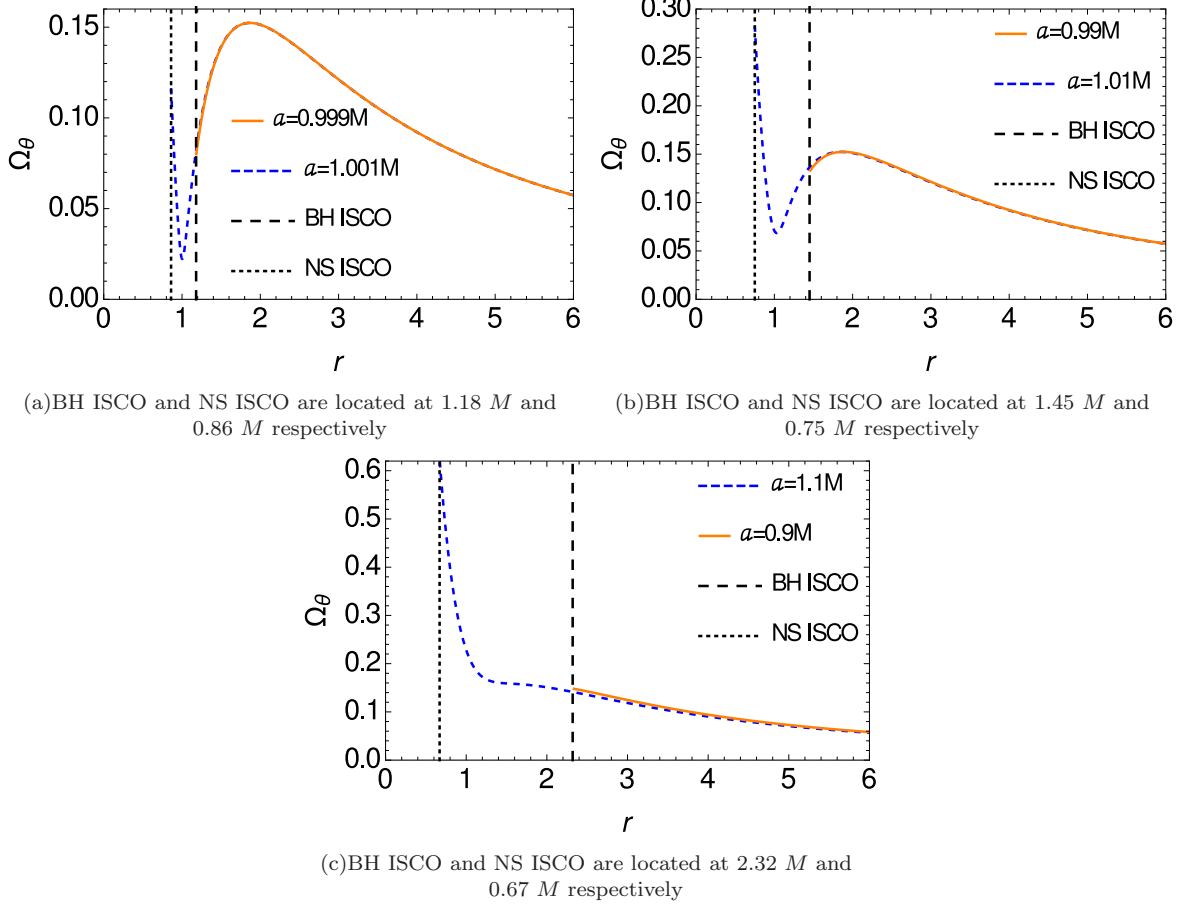 0.15
0.10
0.05
0.00
Ω_θ
a=0.999M
a=1.001M
BH ISCO
NS ISCO
0 1 2 3 4 5 6
r
(a)BH ISCO and NS ISCO are located at 1.18 M and
0.86 M respectively
0.30
0.25
0.20
0.15
0.10
0.05
0.00
Ω_θ
a=0.99M
a=1.01M
BH ISCO
NS ISCO
0 1 2 3 4 5 6
r
(b)BH ISCO and NS ISCO are located at 1.45 M and
0.75 M respectively
0.6
0.5
0.4
0.3
0.2
0.1
0.0
Ω_θ
a=1.1M
a=0.9M
BH ISCO
NS ISCO
0 1 2 3 4 5 6
r
(c)BH ISCO and NS ISCO are located at 2.32 M and
0.67 M respectively